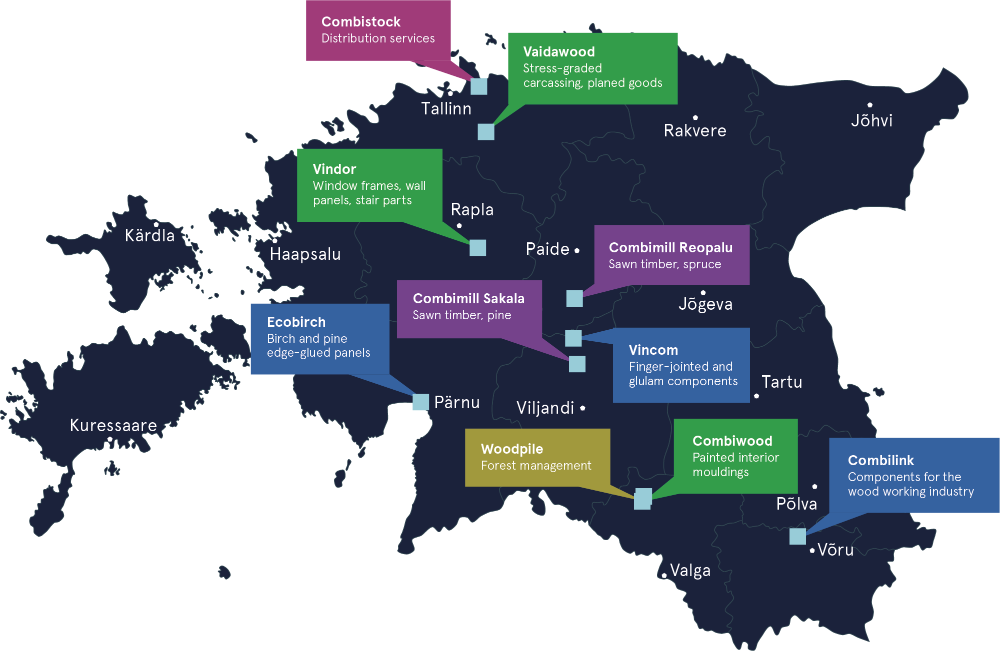 Combistock
Distribution services
Vaidawood
Stress-graded
carcassing, planed goods
Tallinn
Rakvere
Jõhvi
Vindor
Window frames, wall
panels, stair parts
Rapla
Kärdla
Haapsalu
Paide
Combimill Reopalu
Sawn timber, spruce
Jõgeva
Combimill Sakala
Sawn timber, pine
Ecobirch
Birch and pine
edge-glued panels
Vincom
Finger-jointed and
glulam components
Tartu
Pärnu
Viljandi
Kuressaare
Woodpile
Forest management
Combiwood
Painted interior
mouldings
Combilink
Components for the
wood working industry
Põlva
Võru
Valga